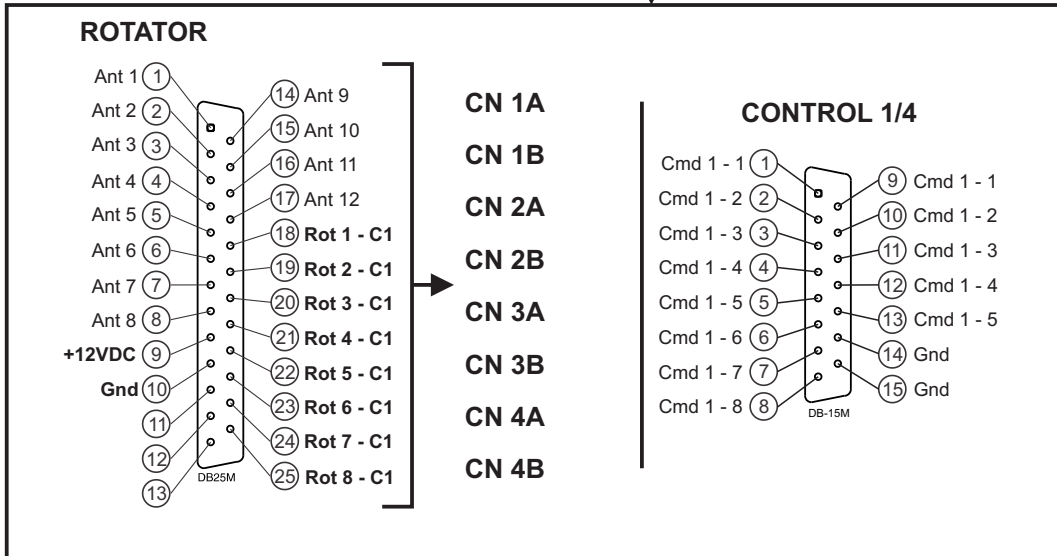 ROTATOR
Ant 1 1
Ant 2 2
Ant 3 3
Ant 4 4
Ant 5 5
Ant 6 6
Ant 7 7
Ant 8 8
+12VDC 9
Gnd 10
11
12
13
14 Ant 9
15 Ant 10
16 Ant 11
17 Ant 12
18 Rot 1 - C1
19 Rot 2 - C1
20 Rot 3 - C1
21 Rot 4 - C1
22 Rot 5 - C1
23 Rot 6 - C1
24 Rot 7 - C1
25 Rot 8 - C1
DB25M
CN 1A
CN 1B
CN 2A
CN 2B
CN 3A
CN 3B
CN 4A
CN 4B
CONTROL 1/4
Cmd 1 - 1 1
Cmd 1 - 2 2
Cmd 1 - 3 3
Cmd 1 - 4 4
Cmd 1 - 5 5
Cmd 1 - 6 6
Cmd 1 - 7 7
Cmd 1 - 8 8
9 Cmd 1 - 1
10 Cmd 1 - 2
11 Cmd 1 - 3
12 Cmd 1 - 4
13 Cmd 1 - 5
14 Gnd
15 Gnd
DB-15M